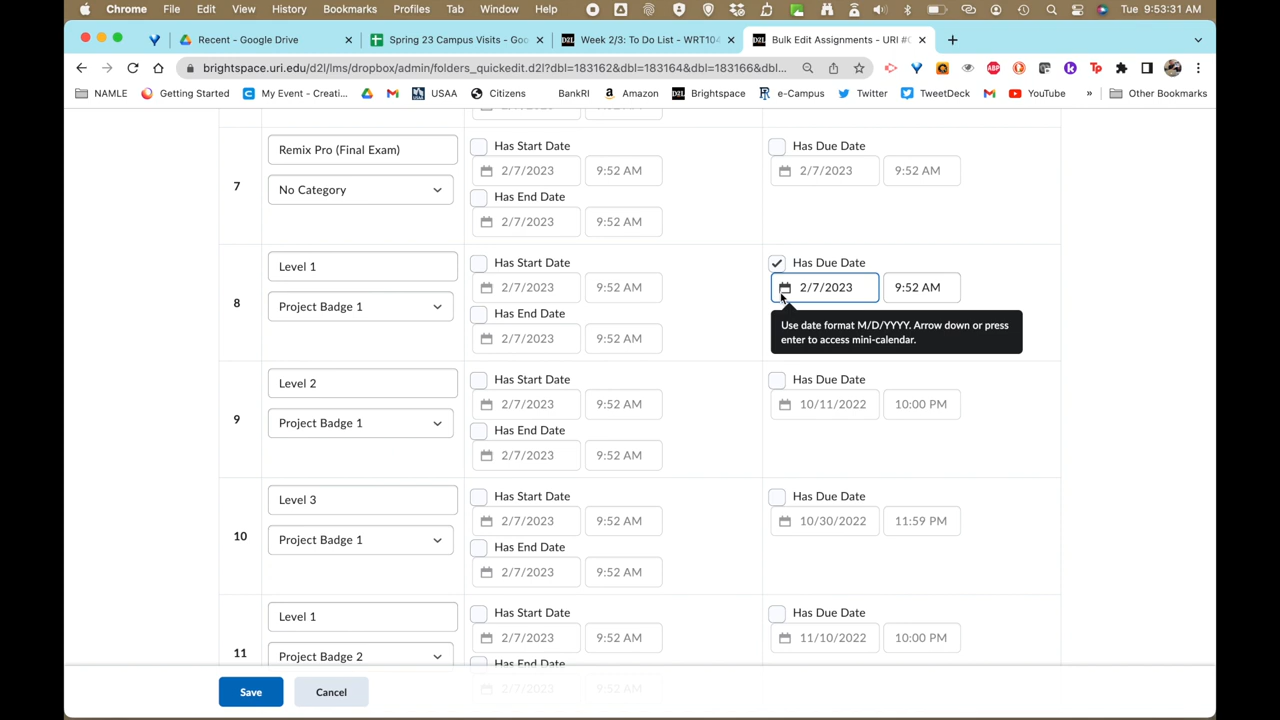 Chrome File Edit View History Bookmarks Profiles Tab Window Help Tue 9:53:31 AM
Recent - Google Drive Spring 23 Campus Visits - Goo Week 2/3: To Do List - WRT104 Bulk Edit Assignments - URI #
brightspace.uri.edu/d2l/lms/dropbox/admin/folders_quickedit.d2l?dbl=183162&dbl=183164&dbl=183166&dbl...
NAMLE Getting Started My Event - Creati... USAA Citizens BankRI Amazon Brightspace e-Campus Twitter TweetDeck YouTube » Other Bookmarks
Remix Pro (Final Exam) Has Start Date Has Due Date
2/7/2023 9:52 AM 2/7/2023 9:52 AM
7 No Category Has End Date
2/7/2023 9:52 AM
Level 1 Has Start Date Has Due Date
2/7/2023 9:52 AM 2/7/2023 9:52 AM
8 Project Badge 1 Has End Date
Use date format M/D/YYYY. Arrow down or press
enter to access mini-calendar.
2/7/2023 9:52 AM
Level 2 Has Start Date Has Due Date
2/7/2023 9:52 AM 10/11/2022 10:00 PM
9 Project Badge 1 Has End Date
2/7/2023 9:52 AM
Level 3 Has Start Date Has Due Date
2/7/2023 9:52 AM 10/30/2022 11:59 PM
10 Project Badge 1 Has End Date
2/7/2023 9:52 AM
Level 1 Has Start Date Has Due Date
2/7/2023 9:52 AM 11/10/2022 10:00 PM
11 Project Badge 2 Has End Date
2/7/2023 9:52 AM
Save Cancel